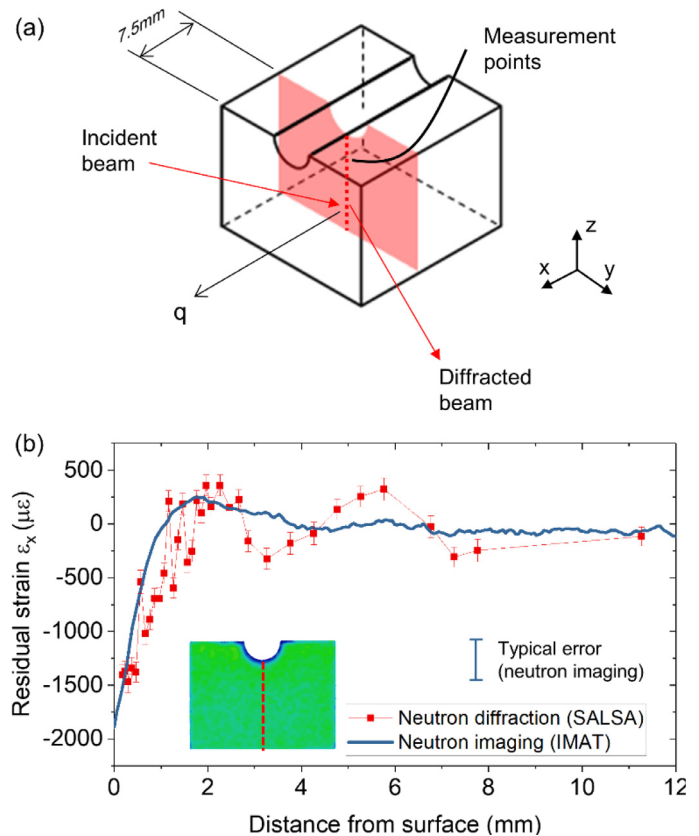 (a)
7.5mm
Measurement
points
Incident
beam
q
z
x
y
Diffracted
beam
(b)
Residual strain εₓ (με)
500
0
-500
-1000
-1500
-2000
Typical error
(neutron imaging)
Neutron diffraction (SALSA)
Neutron imaging (IMAT)
0
2
4
6
8
10
12
Distance from surface (mm)